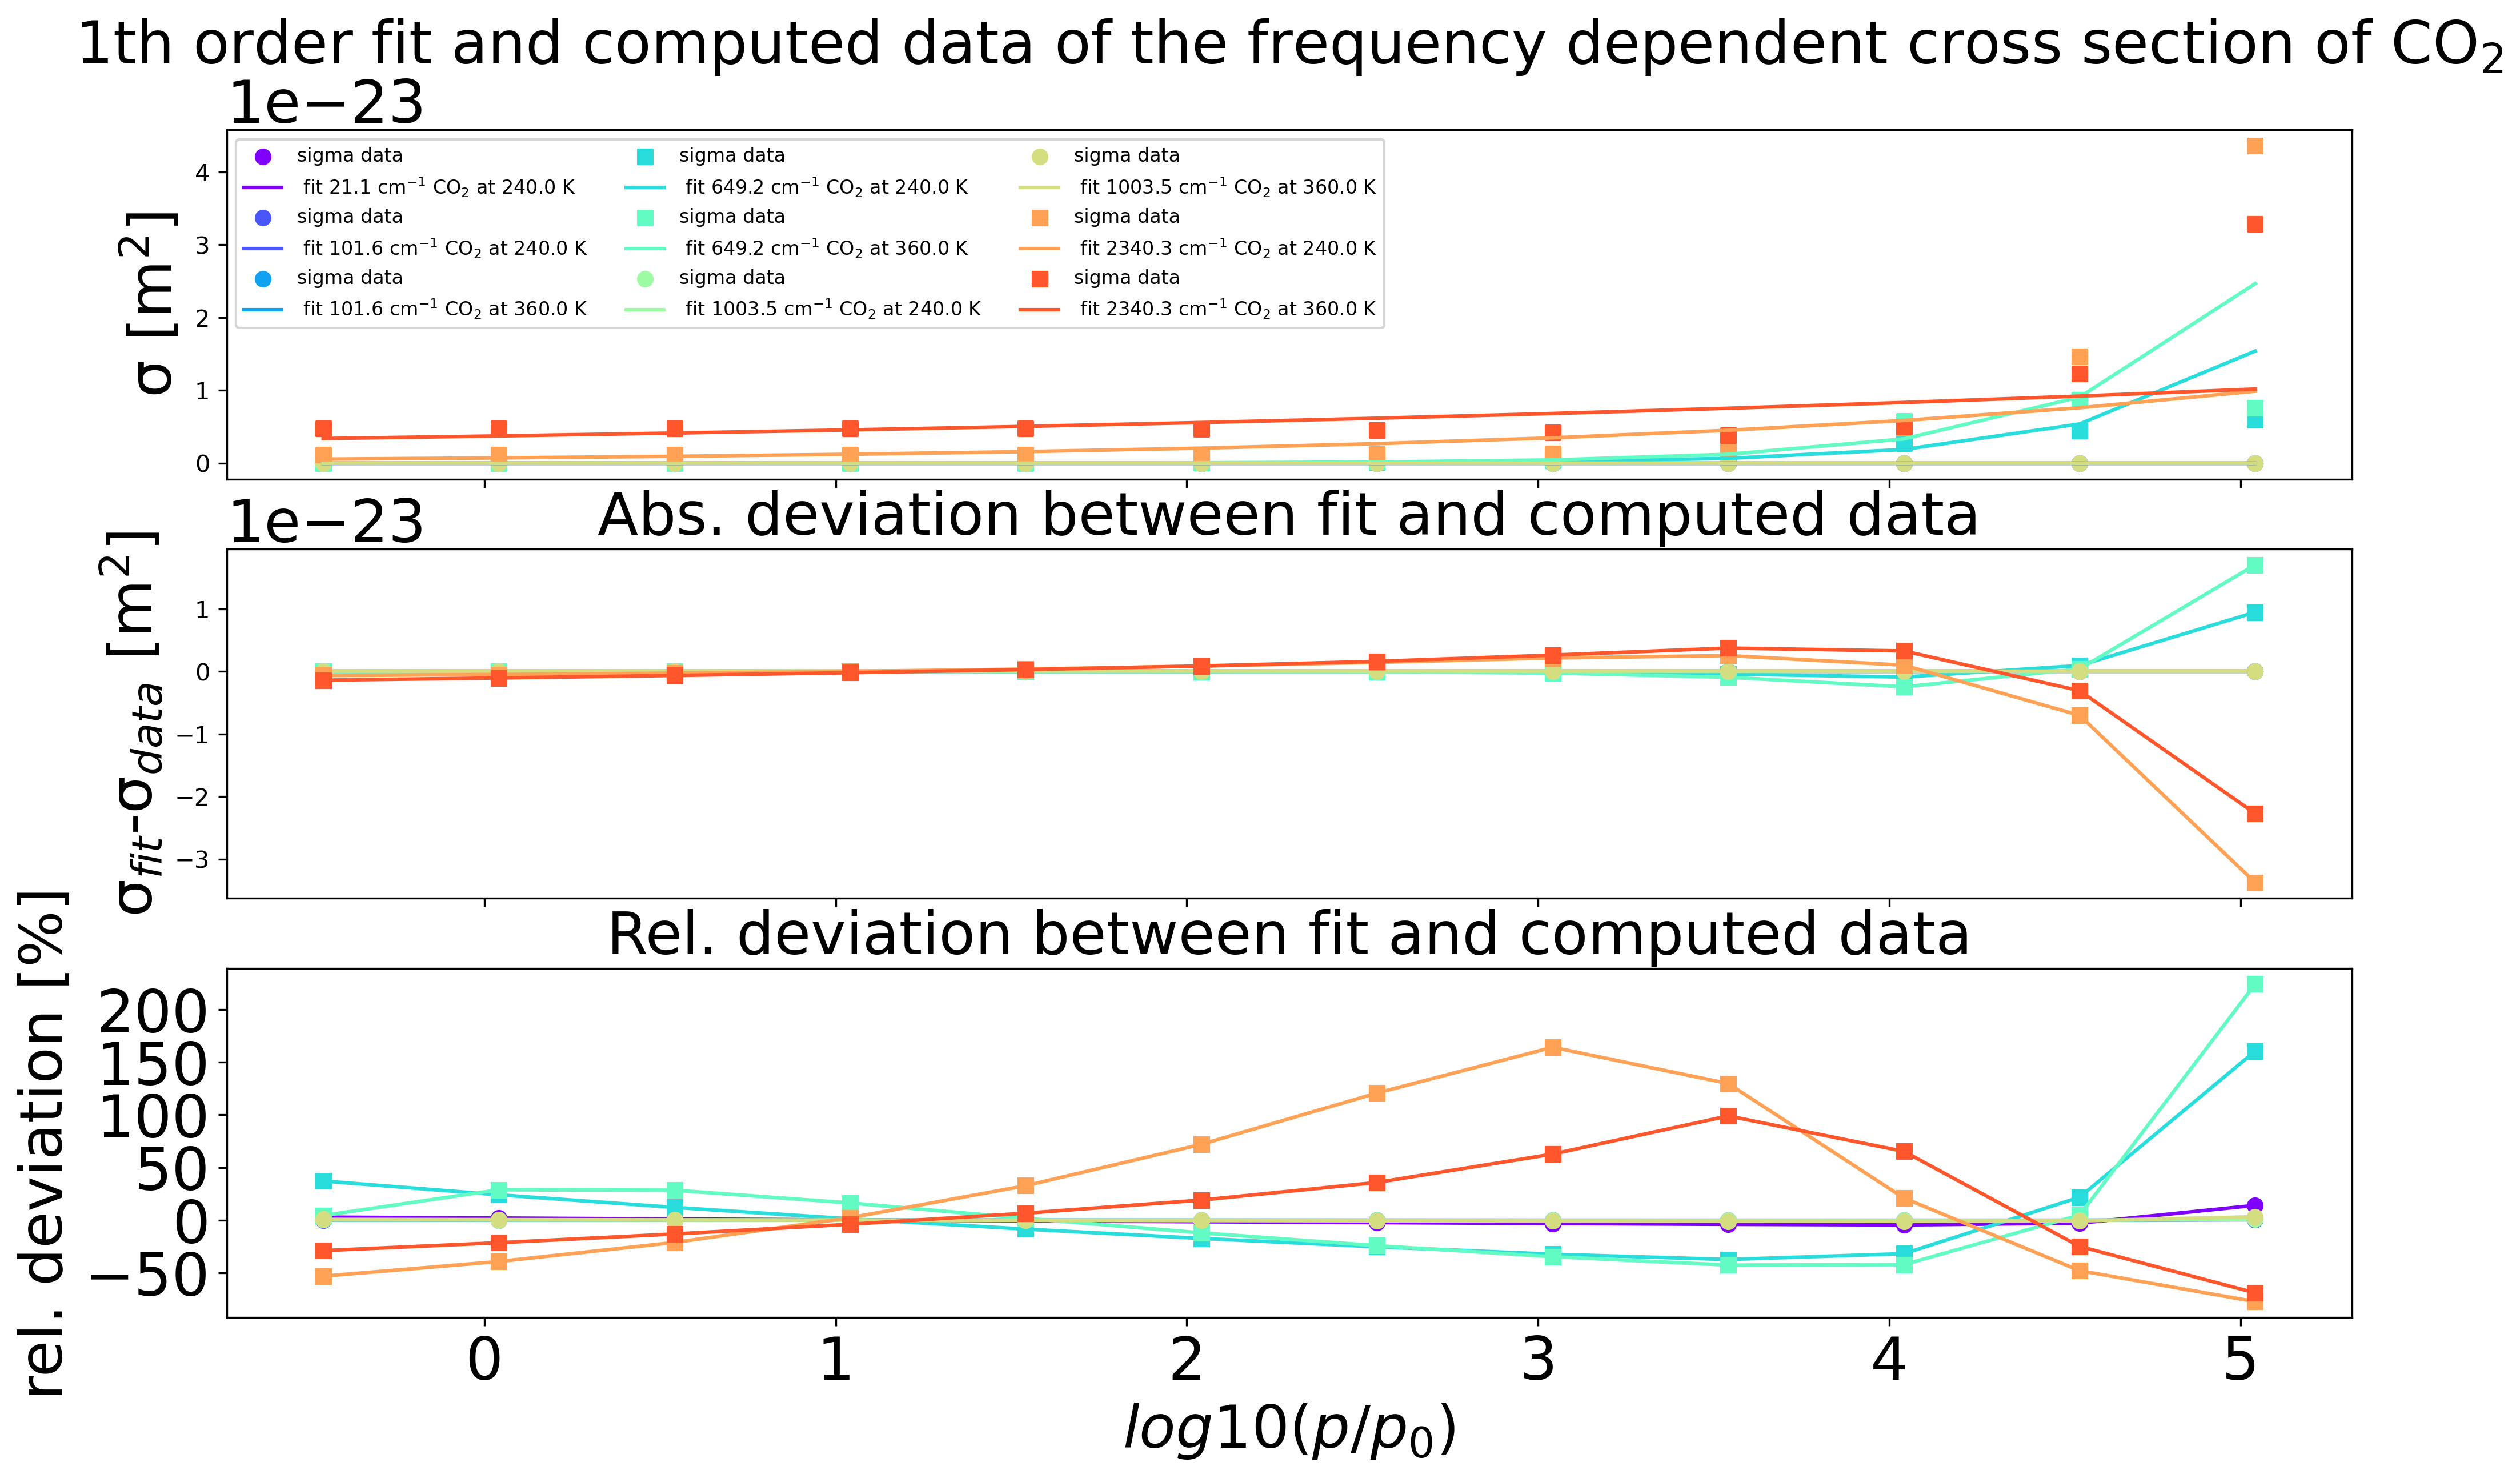 1th order fit and computed data of the frequency dependent cross section of CO₂
1e−23
σ [m²]
4
3
2
1
0
sigma data
fit 21.1 cm⁻¹ CO₂ at 240.0 K
sigma data
fit 101.6 cm⁻¹ CO₂ at 240.0 K
sigma data
fit 101.6 cm⁻¹ CO₂ at 360.0 K
sigma data
fit 649.2 cm⁻¹ CO₂ at 240.0 K
sigma data
fit 649.2 cm⁻¹ CO₂ at 360.0 K
sigma data
fit 1003.5 cm⁻¹ CO₂ at 240.0 K
sigma data
fit 1003.5 cm⁻¹ CO₂ at 360.0 K
sigma data
fit 2340.3 cm⁻¹ CO₂ at 240.0 K
sigma data
fit 2340.3 cm⁻¹ CO₂ at 360.0 K
Abs. deviation between fit and computed data
1e−23
σfit-σdata [m²]
1
0
−1
−2
−3
Rel. deviation between fit and computed data
rel. deviation [%]
200
150
100
50
0
−50
0 1 2 3 4 5
log10(p/p₀)